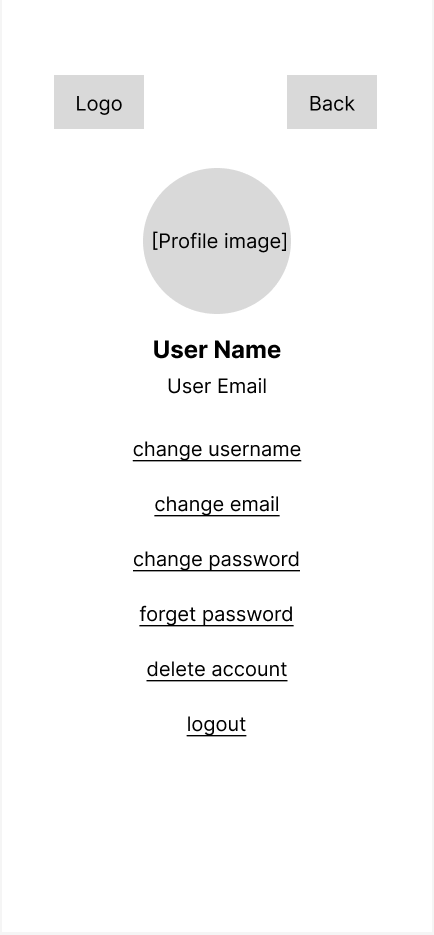 Logo
Back
[Profile image]
User Name
User Email
change username
change email
change password
forget password
delete account
logout